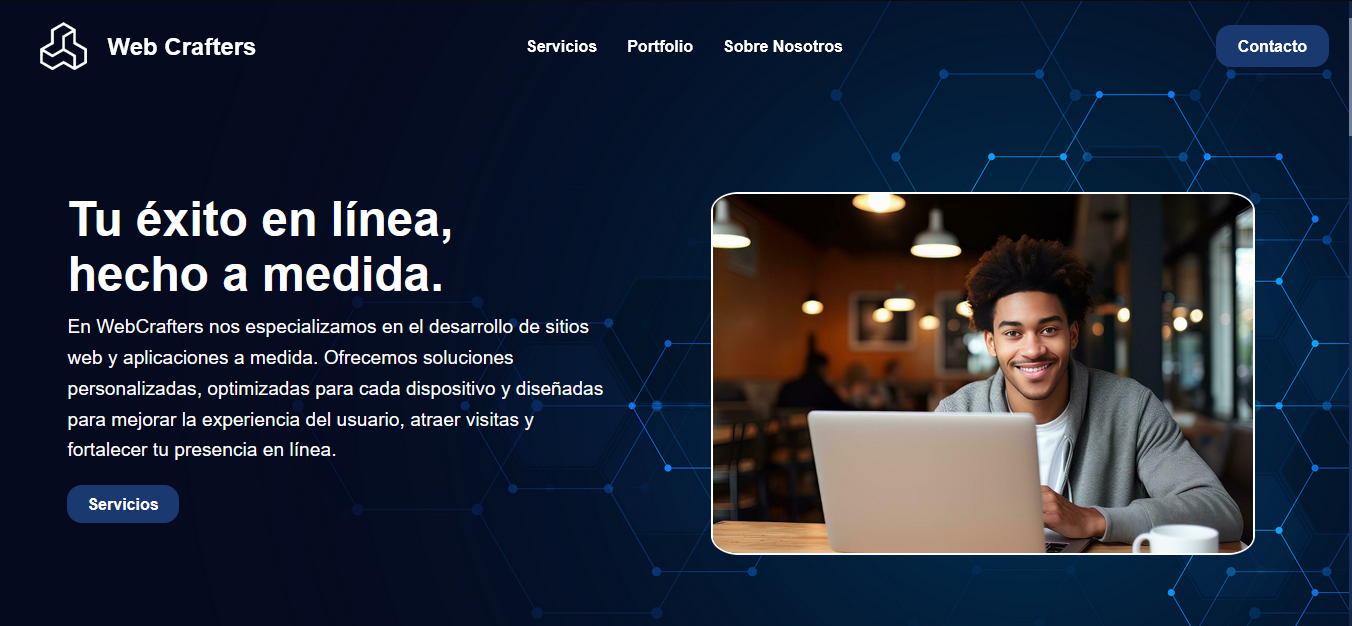 Web Crafters
Servicios
Portfolio
Sobre Nosotros
Contacto
Tu éxito en línea,
hecho a medida.
En WebCrafters nos especializamos en el desarrollo de sitios
web y aplicaciones a medida. Ofrecemos soluciones
personalizadas, optimizadas para cada dispositivo y diseñadas
para mejorar la experiencia del usuario, atraer visitas y
fortalecer tu presencia en línea.
Servicios